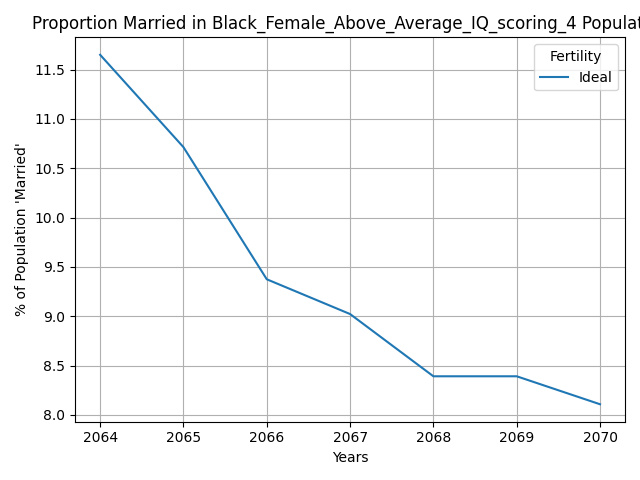 Proportion Married in Black_Female_Above_Average_IQ_scoring_4 Populat
Fertility
Ideal
% of Population 'Married'
11.5
11.0
10.5
10.0
9.5
9.0
8.5
8.0
2064 2065 2066 2067 2068 2069 2070
Years